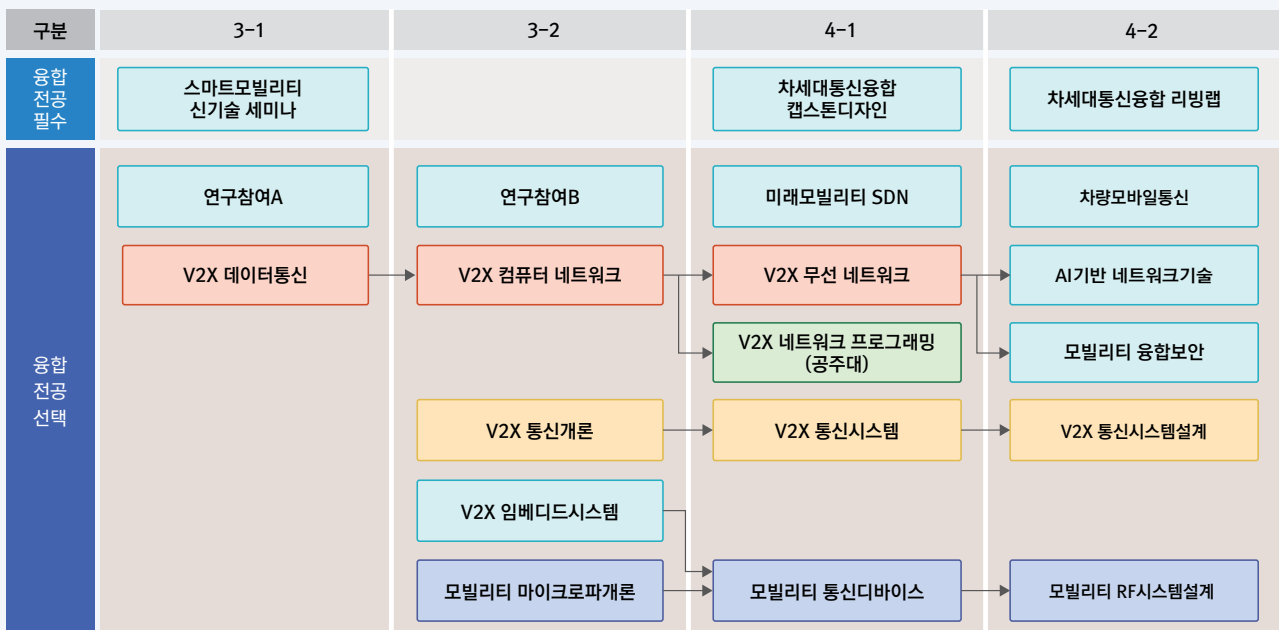 구분
3-1
3-2
4-1
4-2
융합
전공
필수
스마트모빌리티
신기술 세미나
차세대통신융합
캡스톤디자인
차세대통신융합 리빙랩
융합
전공
선택
연구참여A
연구참여B
미래모빌리티 SDN
차량모바일통신
V2X 데이터통신
V2X 컴퓨터 네트워크
V2X 무선 네트워크
AI기반 네트워크기술
V2X 네트워크 프로그래밍
(공주대)
모빌리티 융합보안
V2X 통신개론
V2X 통신시스템
V2X 통신시스템설계
V2X 임베디드시스템
모빌리티 마이크로파개론
모빌리티 통신디바이스
모빌리티 RF시스템설계